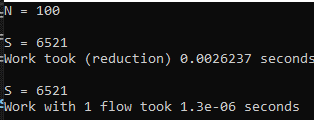 N = 100
S = 6521
Work took (reduction) 0.0026237 seconds
S = 6521
Work with 1 flow took 1.3e-06 seconds